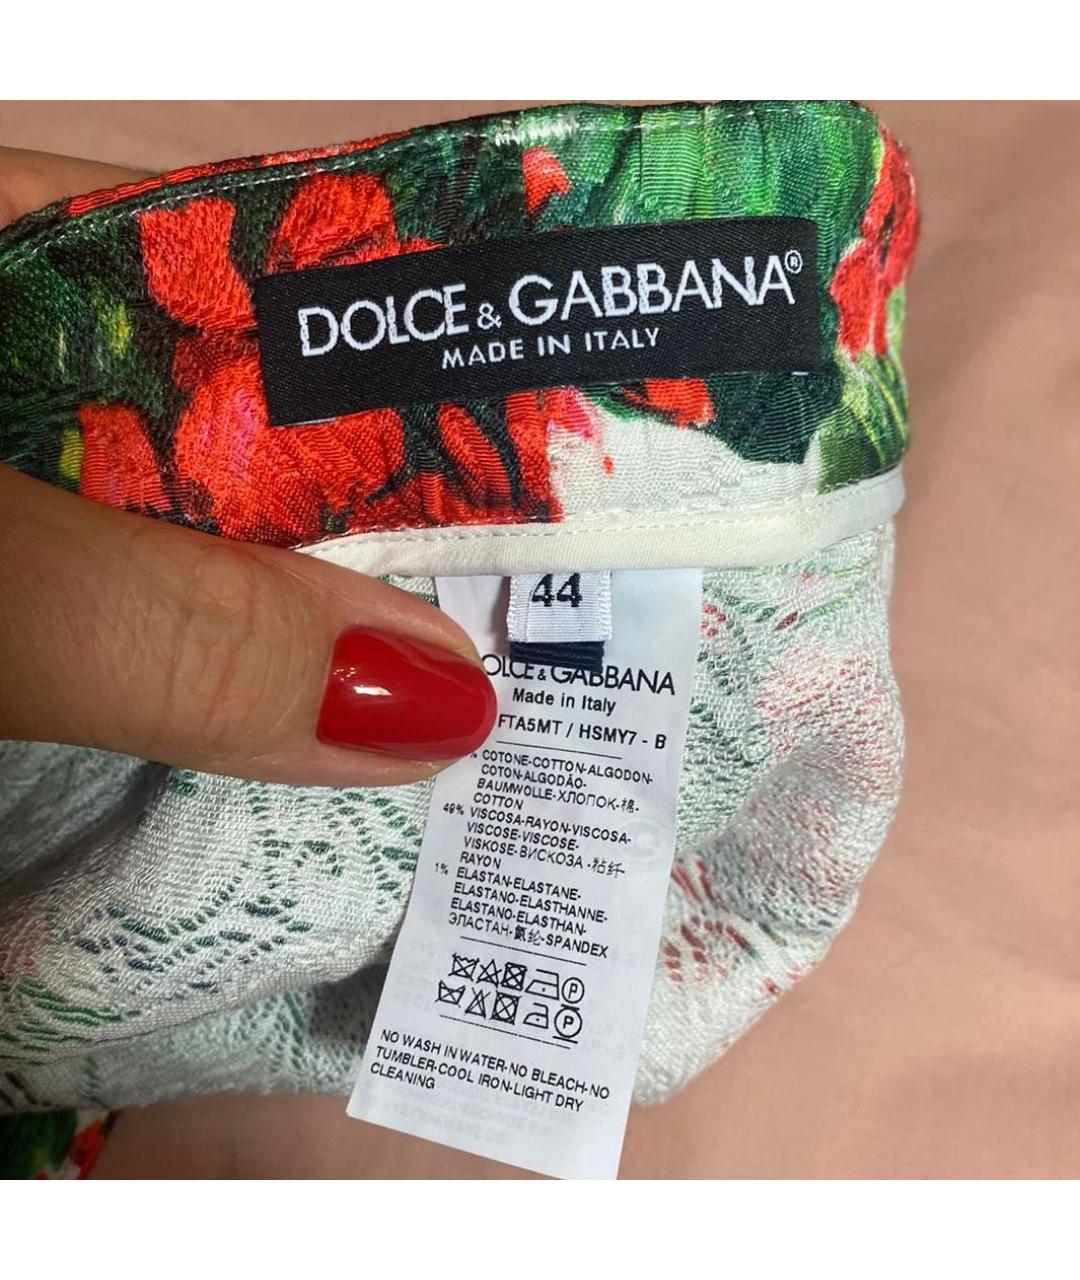 DOLCE & GABBANA®
MADE IN ITALY
44
OLCE & GABBANA
Made in Italy
FTA5MT / HSMY7 - B
% COTONE-COTTON-ALGODON-
COTON-ALGODÃO-
BAUMWOLLE-ХЛОПОК-棉-
COTTON
49% VISCOSA-RAYON-VISCOSA-
VISCOSE-VISCOSE-
VISKOSE-ВИСКОЗА -粘纤-
RAYON
1% ELASTAN-ELASTANE-
ELASTANO-ELASTHANNE-
ELASTANO-ELASTHAN-
ЭЛАСТАН-氨纶-SPANDEX
P
P
NO WASH IN WATER-NO BLEACH-NO
TUMBLER-COOL IRON-LIGHT DRY
CLEANING